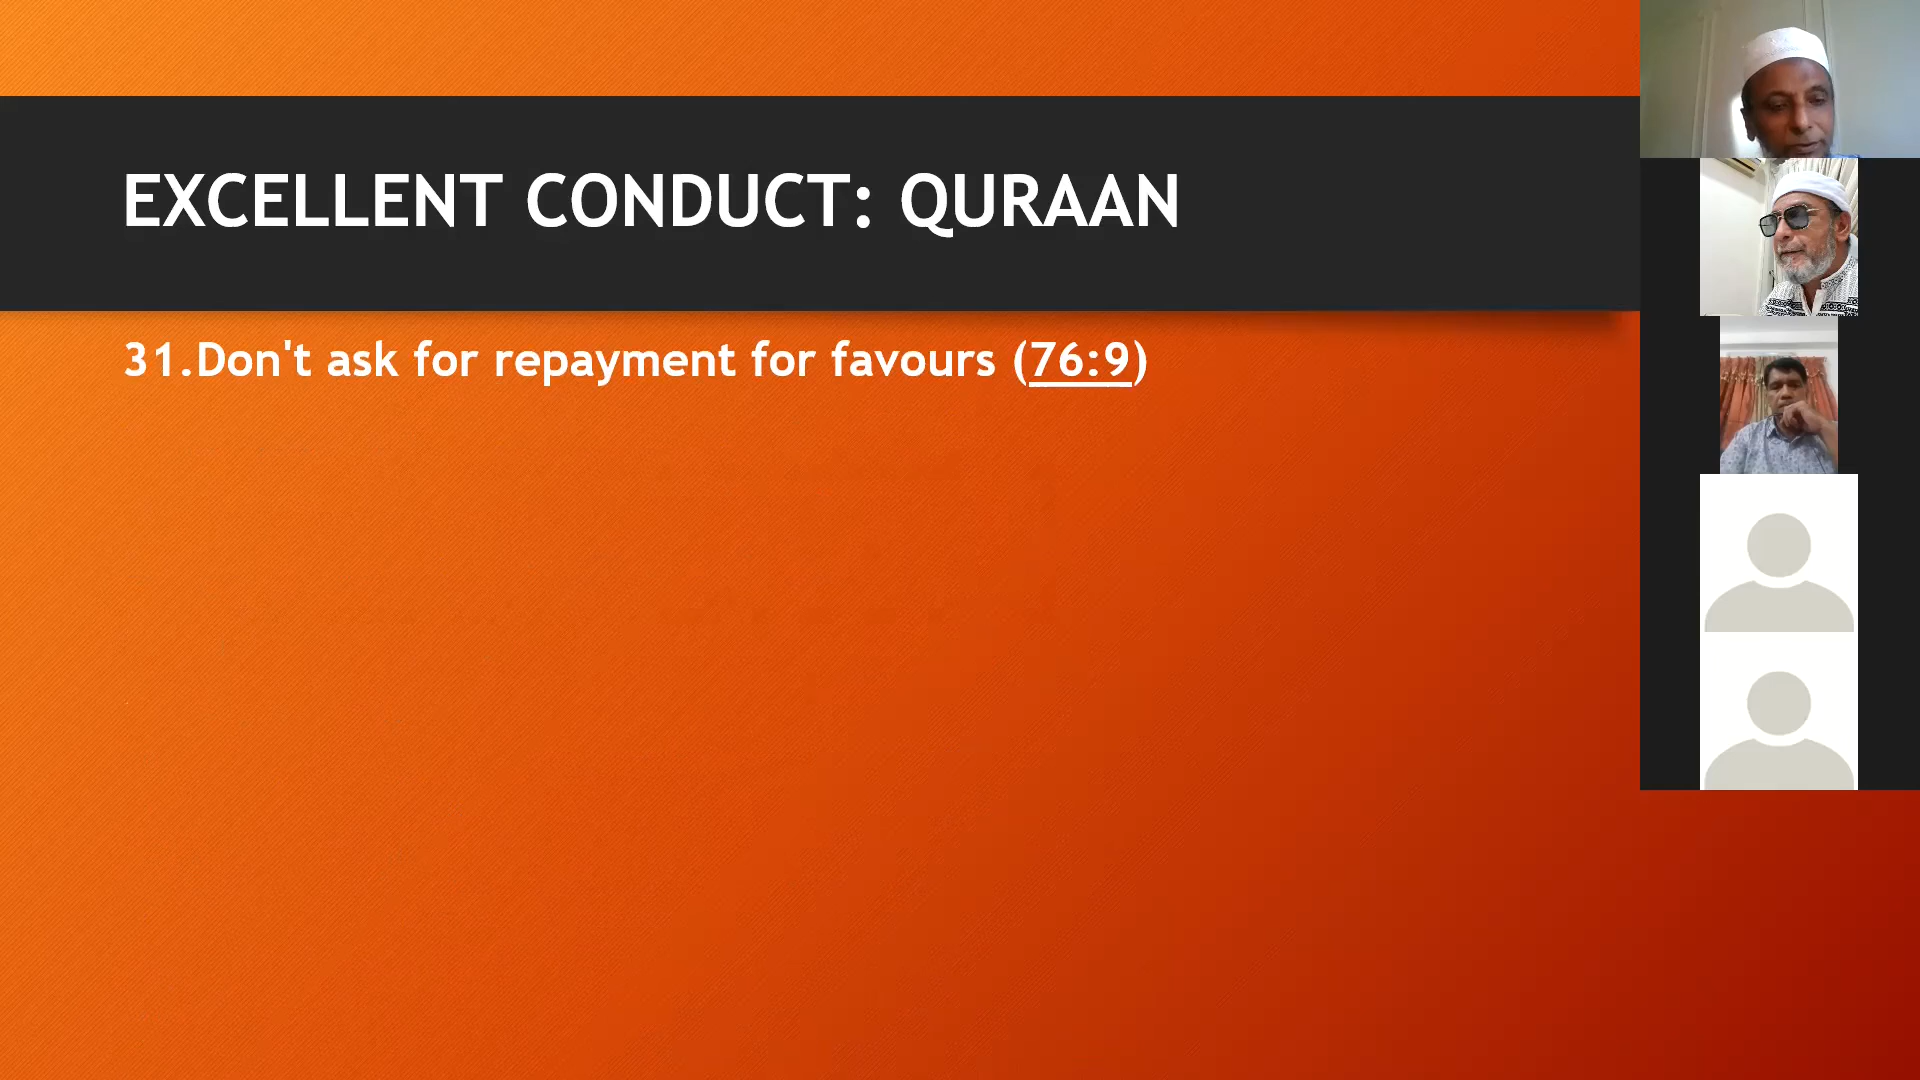 EXCELLENT CONDUCT: QURAAN
31.Don't ask for repayment for favours (76:9)